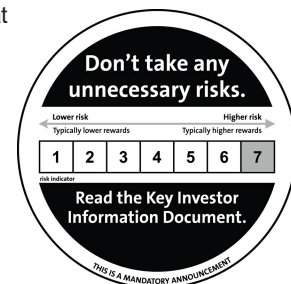 at
Don't take any
unnecessary risks.
Lower risk Higher risk
Typically lower rewards Typically higher rewards
1 2 3 4 5 6 7
risk indicator
Read the Key Investor
Information Document.
THIS IS A MANDATORY ANNOUNCEMENT